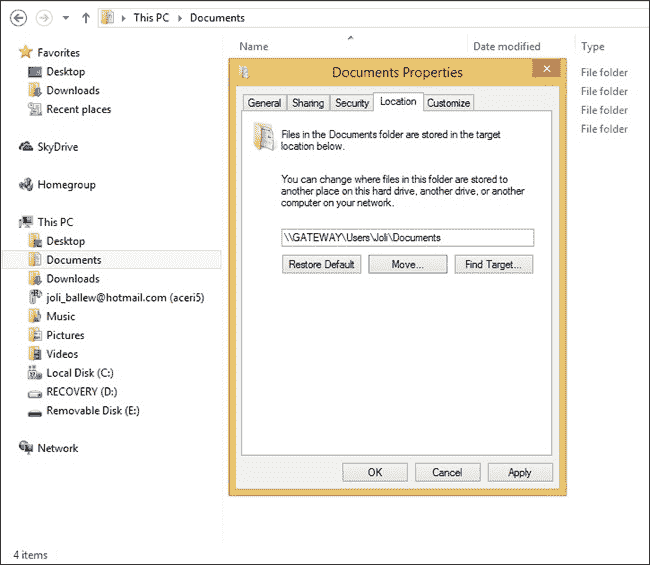 This PC
Documents
Name
Date modified
Type
Favorites
Desktop
Downloads
Recent places
SkyDrive
Homegroup
This PC
Desktop
Documents
Downloads
joli_ballew@hotmail.com (aceri5)
Music
Pictures
Videos
Local Disk (C:)
RECOVERY (D:)
Removable Disk (E:)
Network
File folder
File folder
File folder
File folder
Documents Properties
General Sharing Security Location Customize
Files in the Documents folder are stored in the target
location below.
You can change where files in this folder are stored to
another place on this hard drive, another drive, or another
computer on your network.
\\GATEWAY\Users\Joli\Documents
Restore Default Move... Find Target...
OK Cancel Apply
4 items